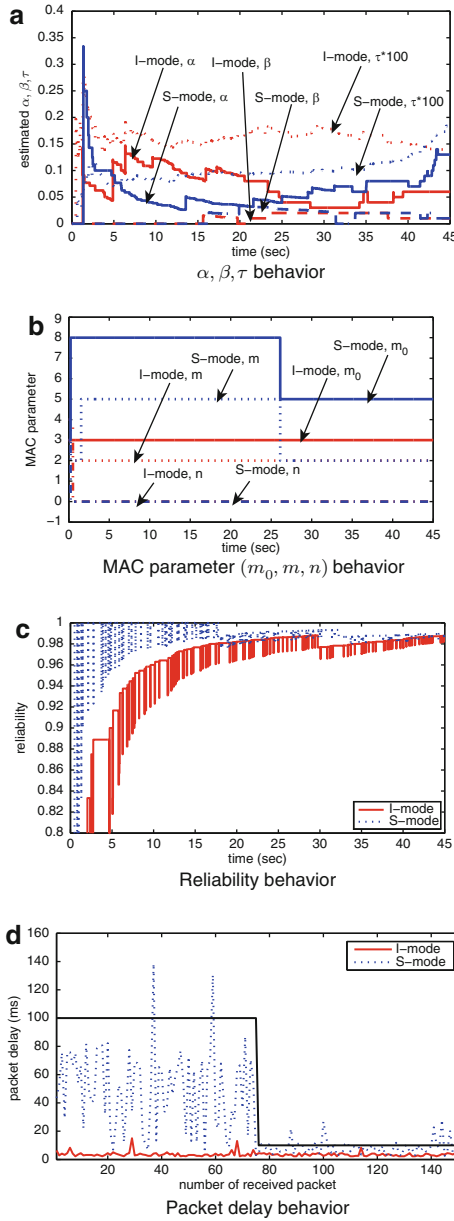 a
0.4
0.35
0.3
0.25
0.2
0.15
0.1
0.05
0
estimated α, β,τ
I−mode, α
I−mode, β
I−mode, τ*100
S−mode, α
S−mode, β
S−mode, τ*100
0 5 10 15 20 25 30 35 40 45
time (sec)
α, β, τ behavior
b
9
8
7
6
5
4
3
2
1
0
−1
MAC parameter
S−mode, m
S−mode, m0
I−mode, m
I−mode, m0
I−mode, n
S−mode, n
0 5 10 15 20 25 30 35 40 45
time (sec)
MAC parameter (m0, m, n) behavior
c
1
0.98
0.96
0.94
0.92
0.9
0.88
0.86
0.84
0.82
0.8
reliability
I−mode
S−mode
0 5 10 15 20 25 30 35 40 45
time (sec)
Reliability behavior
d
160
140
120
100
80
60
40
20
0
packet delay (ms)
I−mode
S−mode
20 40 60 80 100 120 140
number of received packet
Packet delay behavior